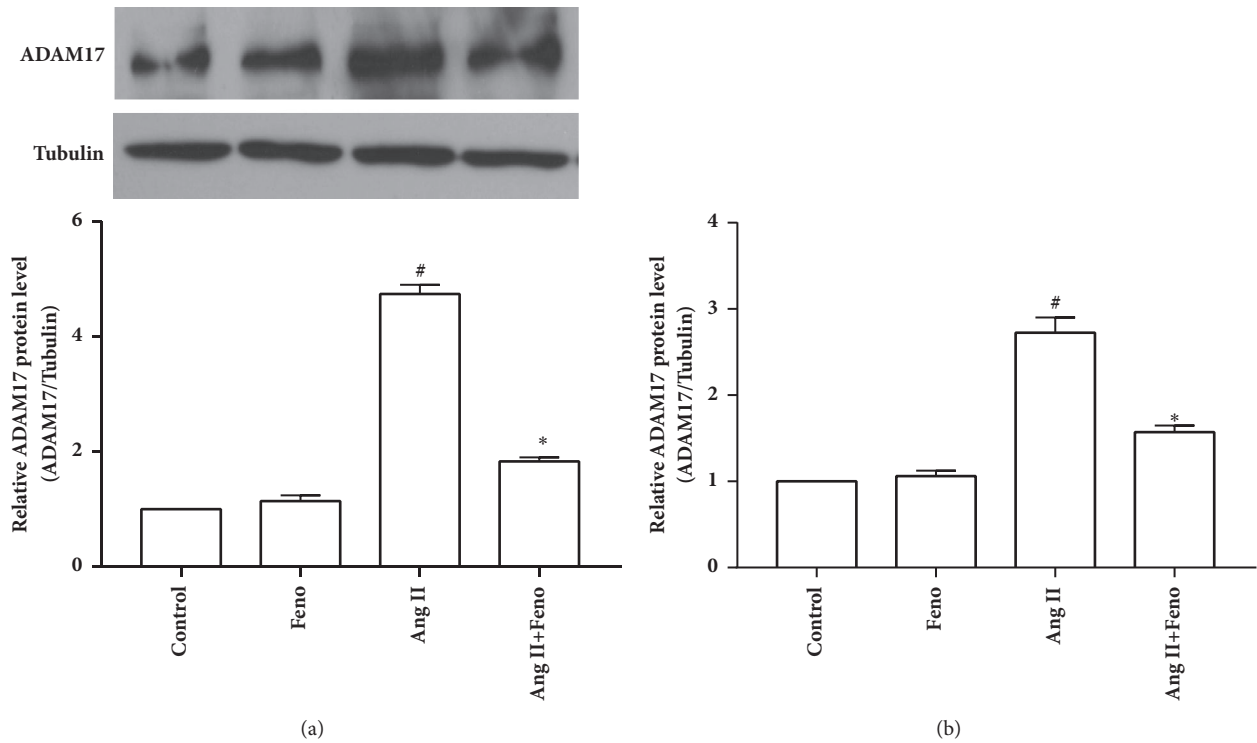 ADAM17
Tubulin
Relative ADAM17 protein level
(ADAM17/Tubulin)
6
4
2
0
#
*
Control
Feno
Ang II
Ang II+Feno
(a)
Relative ADAM17 protein level
(ADAM17/Tubulin)
4
3
2
1
0
#
*
Control
Feno
Ang II
Ang II+Feno
(b)